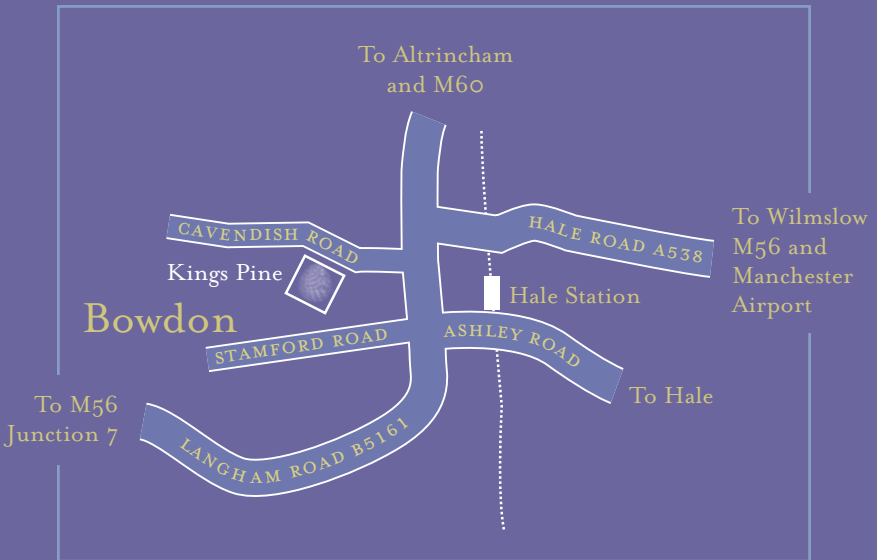 To Altrincham
and M60
CAVENDISH ROAD
HALE ROAD A538
To Wilmslow
M56 and
Manchester
Airport
Kings Pine
Hale Station
Bowdon
STAMFORD ROAD
ASHLEY ROAD
To Hale
To M56
Junction 7
LANGHAM ROAD B5161